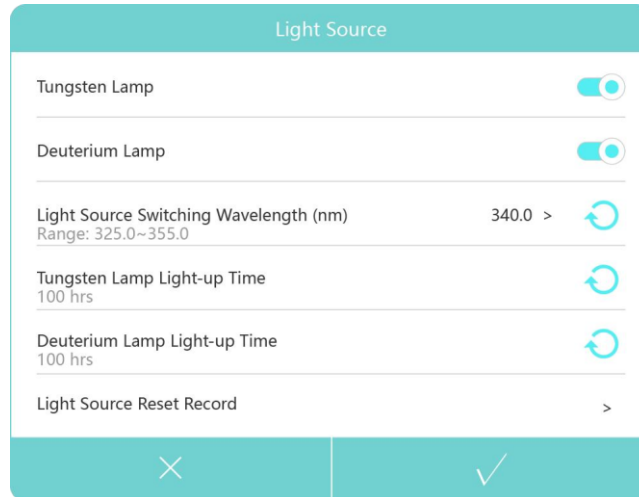 Light Source
Tungsten Lamp
Deuterium Lamp
Light Source Switching Wavelength (nm) 340.0 >
Range: 325.0~355.0
Tungsten Lamp Light-up Time
100 hrs
Deuterium Lamp Light-up Time
100 hrs
Light Source Reset Record >